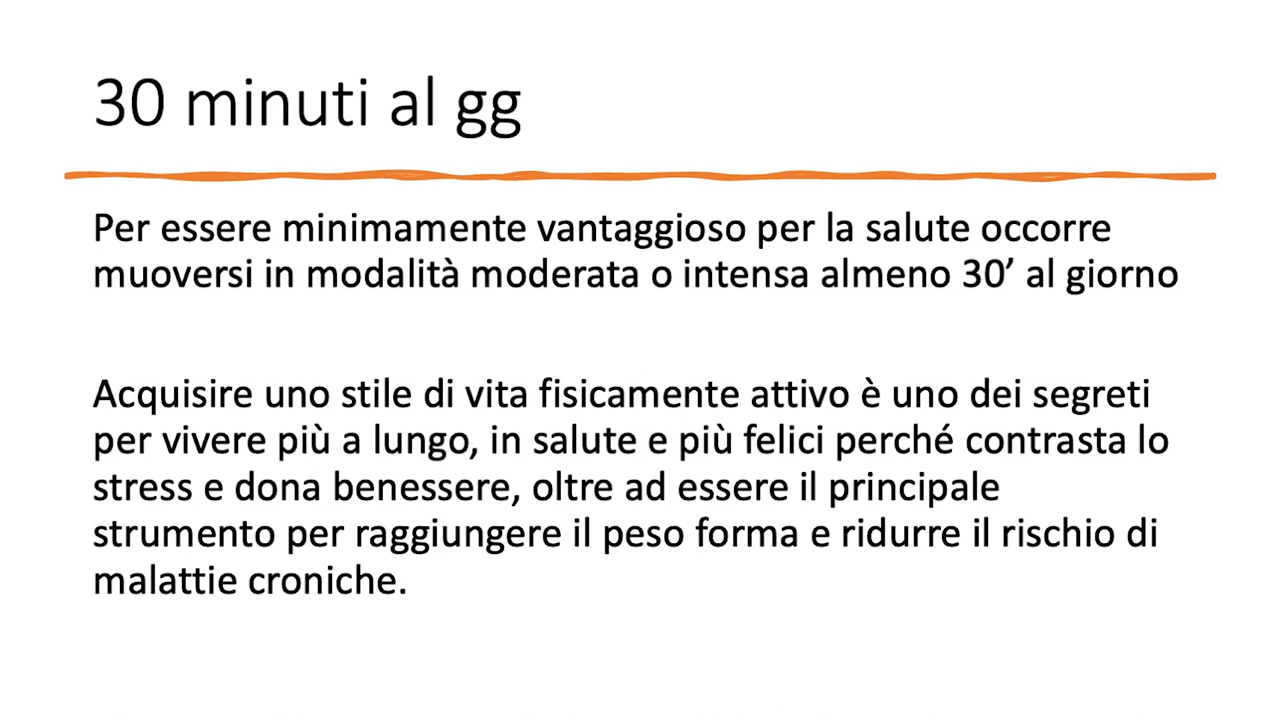 30 minuti al gg
Per essere minimamente vantaggioso per la salute occorre
muoversi in modalità moderata o intensa almeno 30’ al giorno
Acquisire uno stile di vita fisicamente attivo è uno dei segreti
per vivere più a lungo, in salute e più felici perché contrasta lo
stress e dona benessere, oltre ad essere il principale
strumento per raggiungere il peso forma e ridurre il rischio di
malattie croniche.